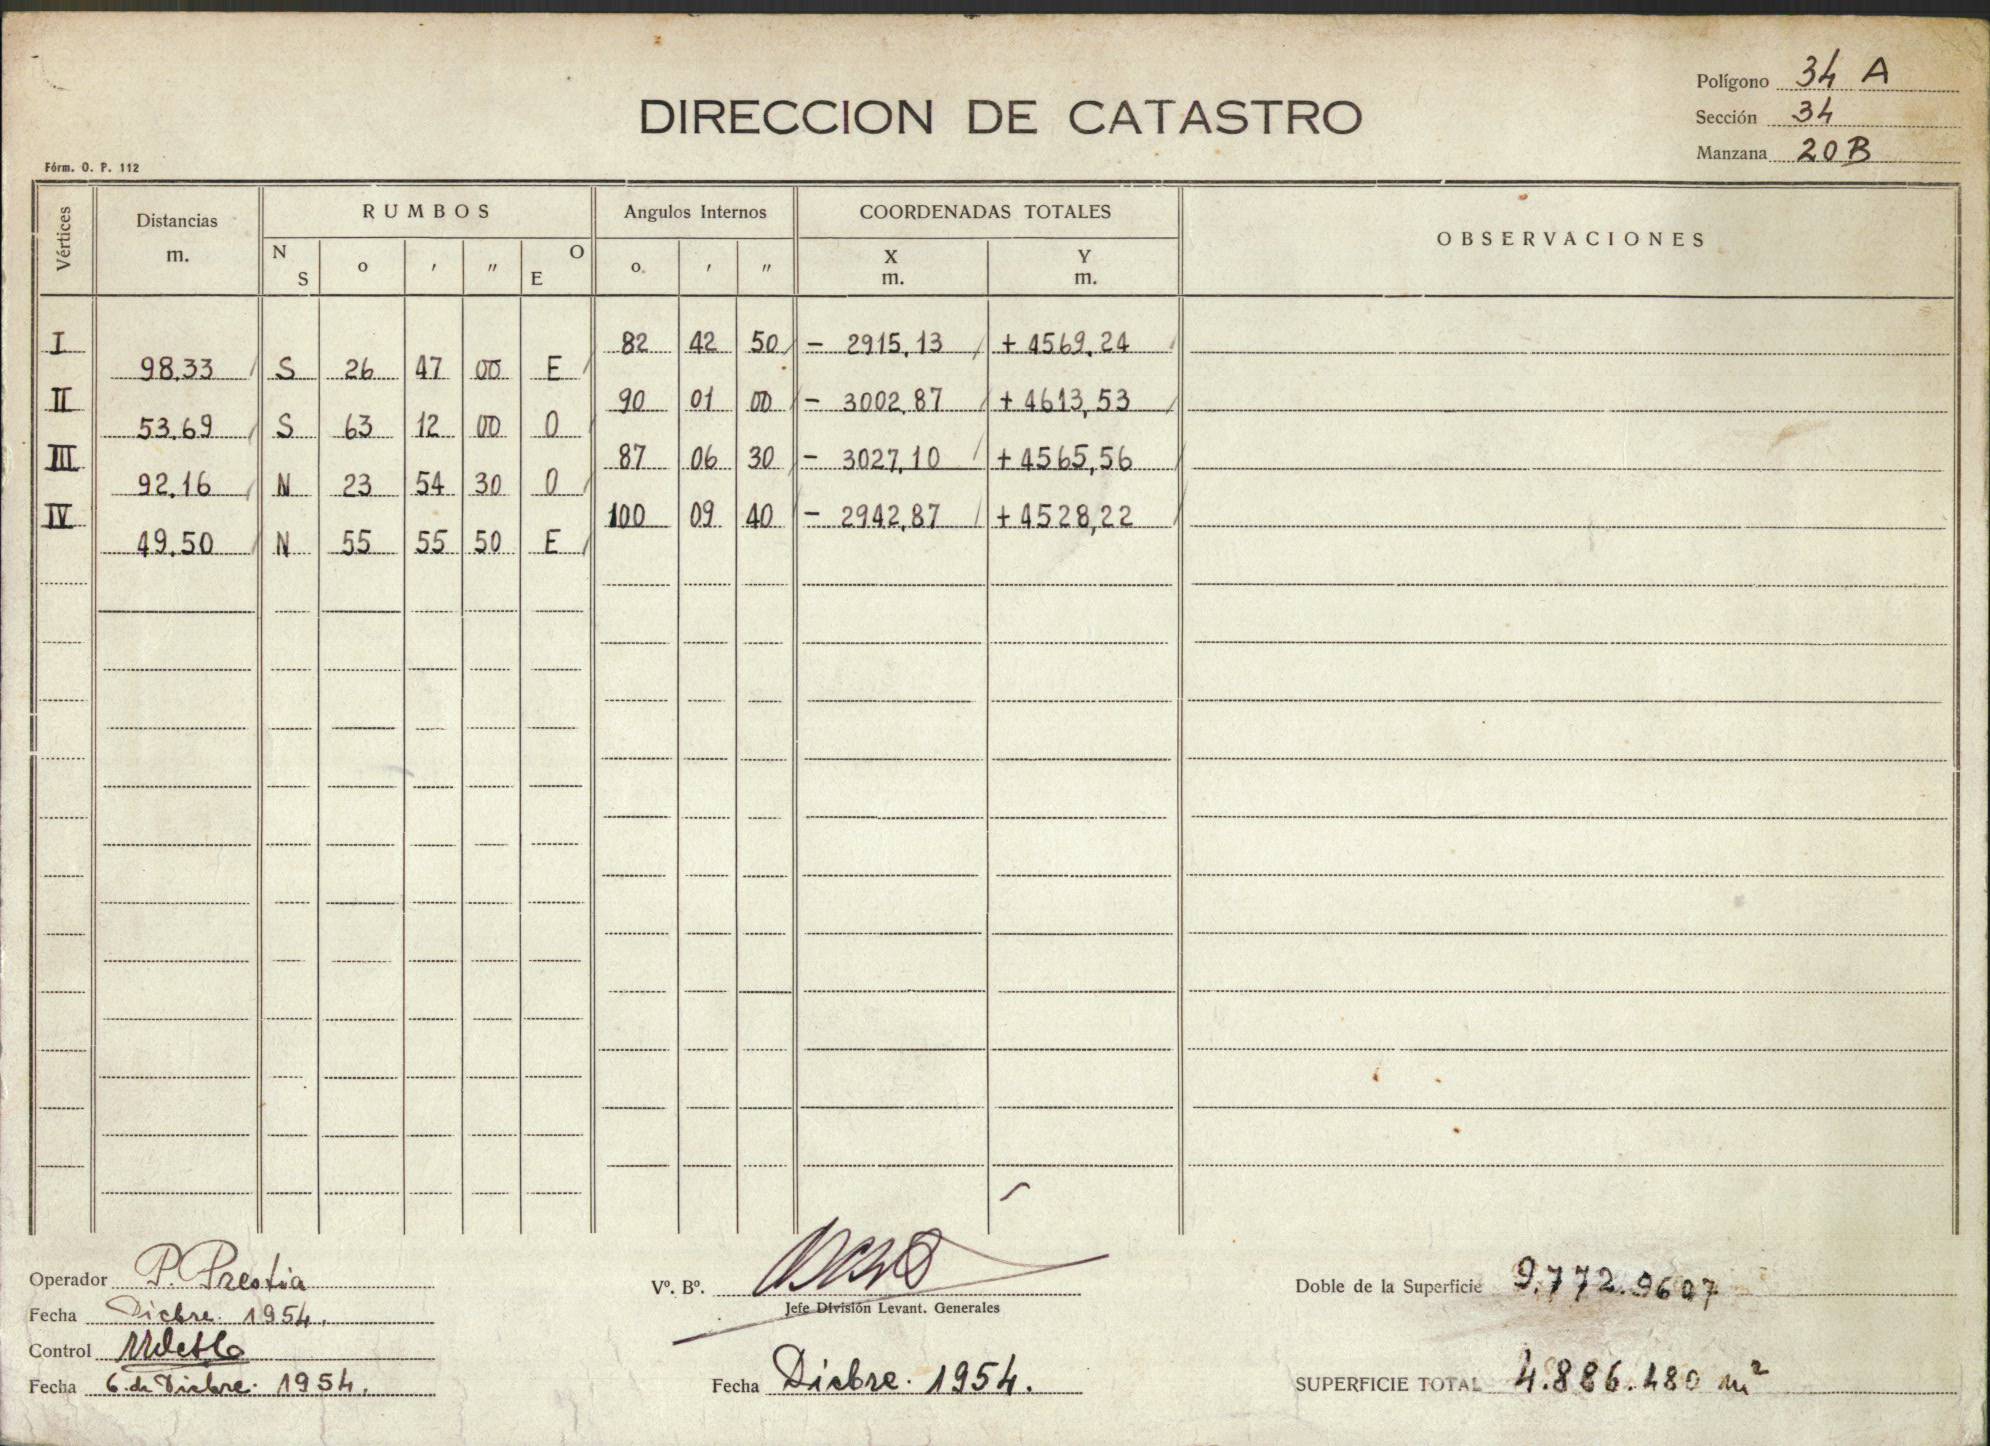 Polígono 34 A
DIRECCION DE CATASTRO
Sección 34
Manzana 20 B
Fórm. O. P. 112
Vértices Distancias m. RUMBOS Angulos Internos COORDENADAS TOTALES OBSERVACIONES
N S o ' " E O o. ' " X m. Y m.
I 82 42 50 - 2915,13 + 4569,24
98.33 S 26 47 00 E
II 90 01 00 - 3002,87 + 4613,53
53.69 S 63 12 00 O
III 87 06 30 - 3027,10 + 4565,56
92.16 N 23 54 30 O
IV 100 09 40 - 2942,87 + 4528,22
49.50 N 55 55 50 E
Operador P. Prestia
Fecha Dicbre. 1954.
Control
Fecha 6 de Dicbre. 1954.
Vº. Bº.
Jefe División Levant. Generales
Fecha Dicbre. 1954.
Doble de la Superficie 9.772.9607
SUPERFICIE TOTAL 4.886.480 m²